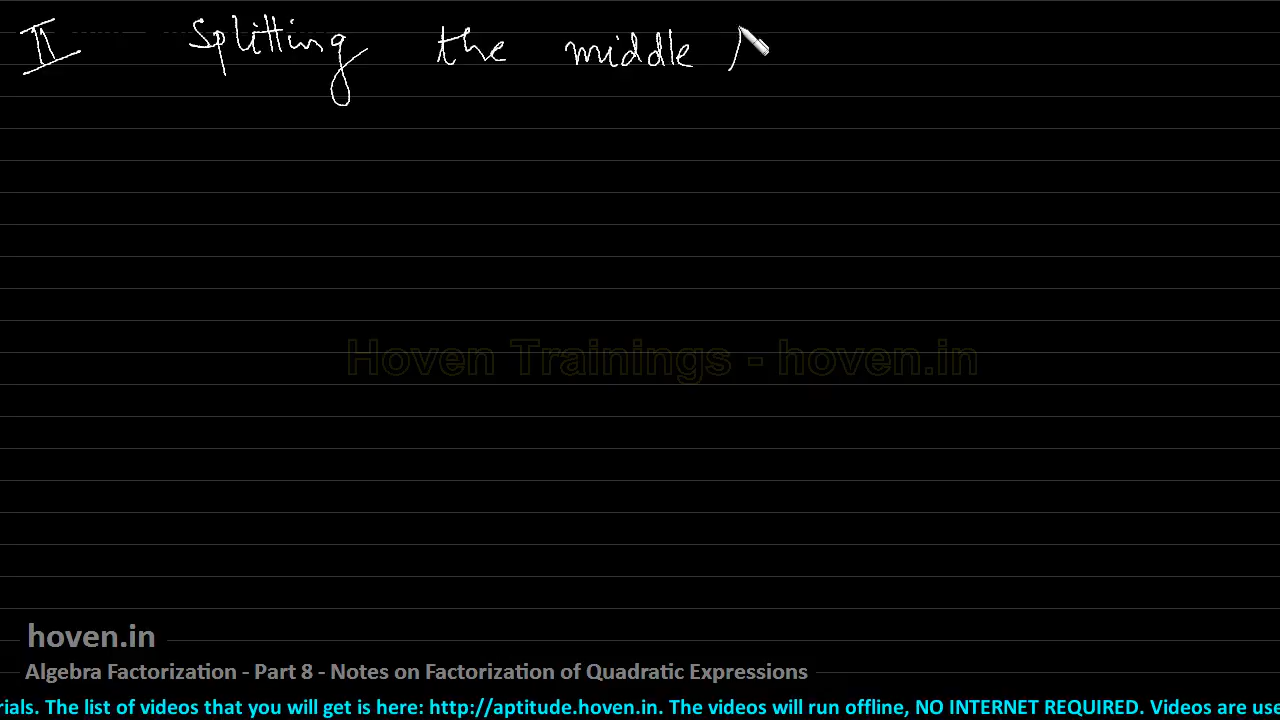 II Splitting the middle
Hoven Trainings - hoven.in
hoven.in
Algebra Factorization - Part 8 - Notes on Factorization of Quadratic Expressions
rials. The list of videos that you will get is here: http://aptitude.hoven.in. The videos will run offline, NO INTERNET REQUIRED. Videos are use